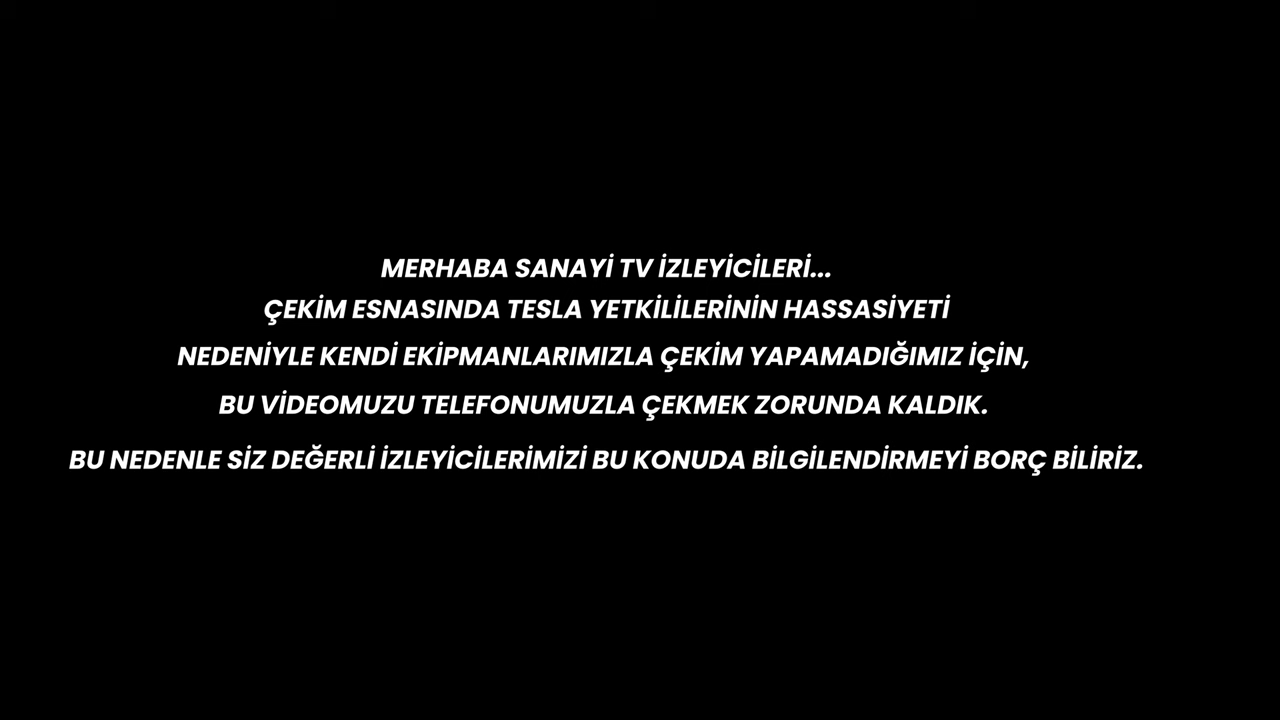 MERHABA SANAYİ TV İZLEYİCİLERİ...
ÇEKİM ESNASINDA TESLA YETKİLİLERİNİN HASSASİYETİ
NEDENİYLE KENDİ EKİPMANLARIMIZLA ÇEKİM YAPAMADIĞIMIZ İÇİN,
BU VİDEOMUZU TELEFONUMUZLA ÇEKMEK ZORUNDA KALDIK.
BU NEDENLE SİZ DEĞERLİ İZLEYİCİLERİMİZİ BU KONUDA BİLGİLENDİRMEYİ BORÇ BİLİRİZ.